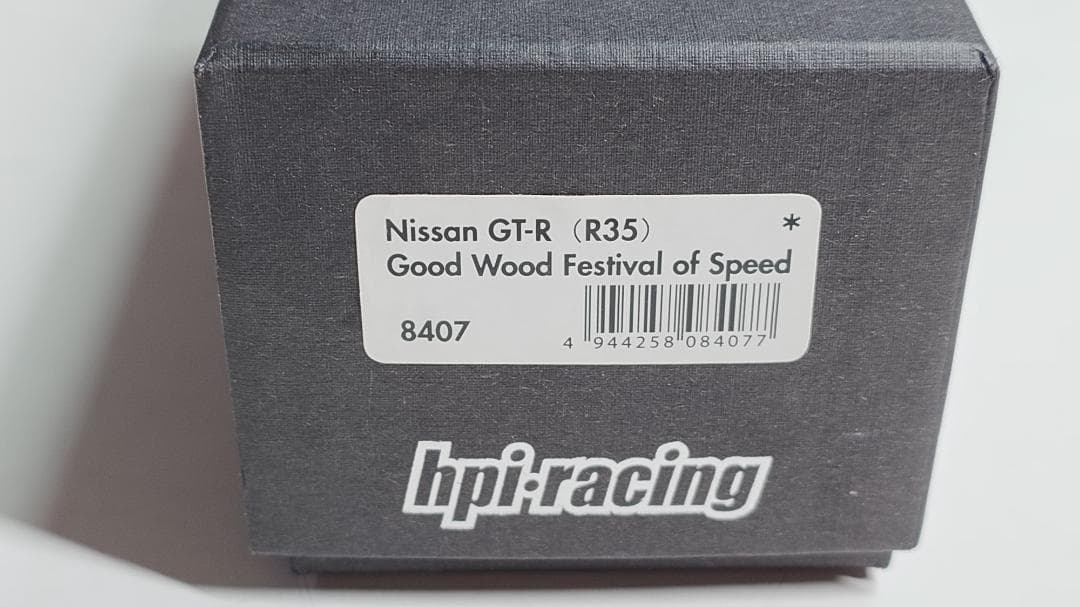 Nissan GT-R（R35） *
Good Wood Festival of Speed
8407
4 944258 084077
hpi·racing